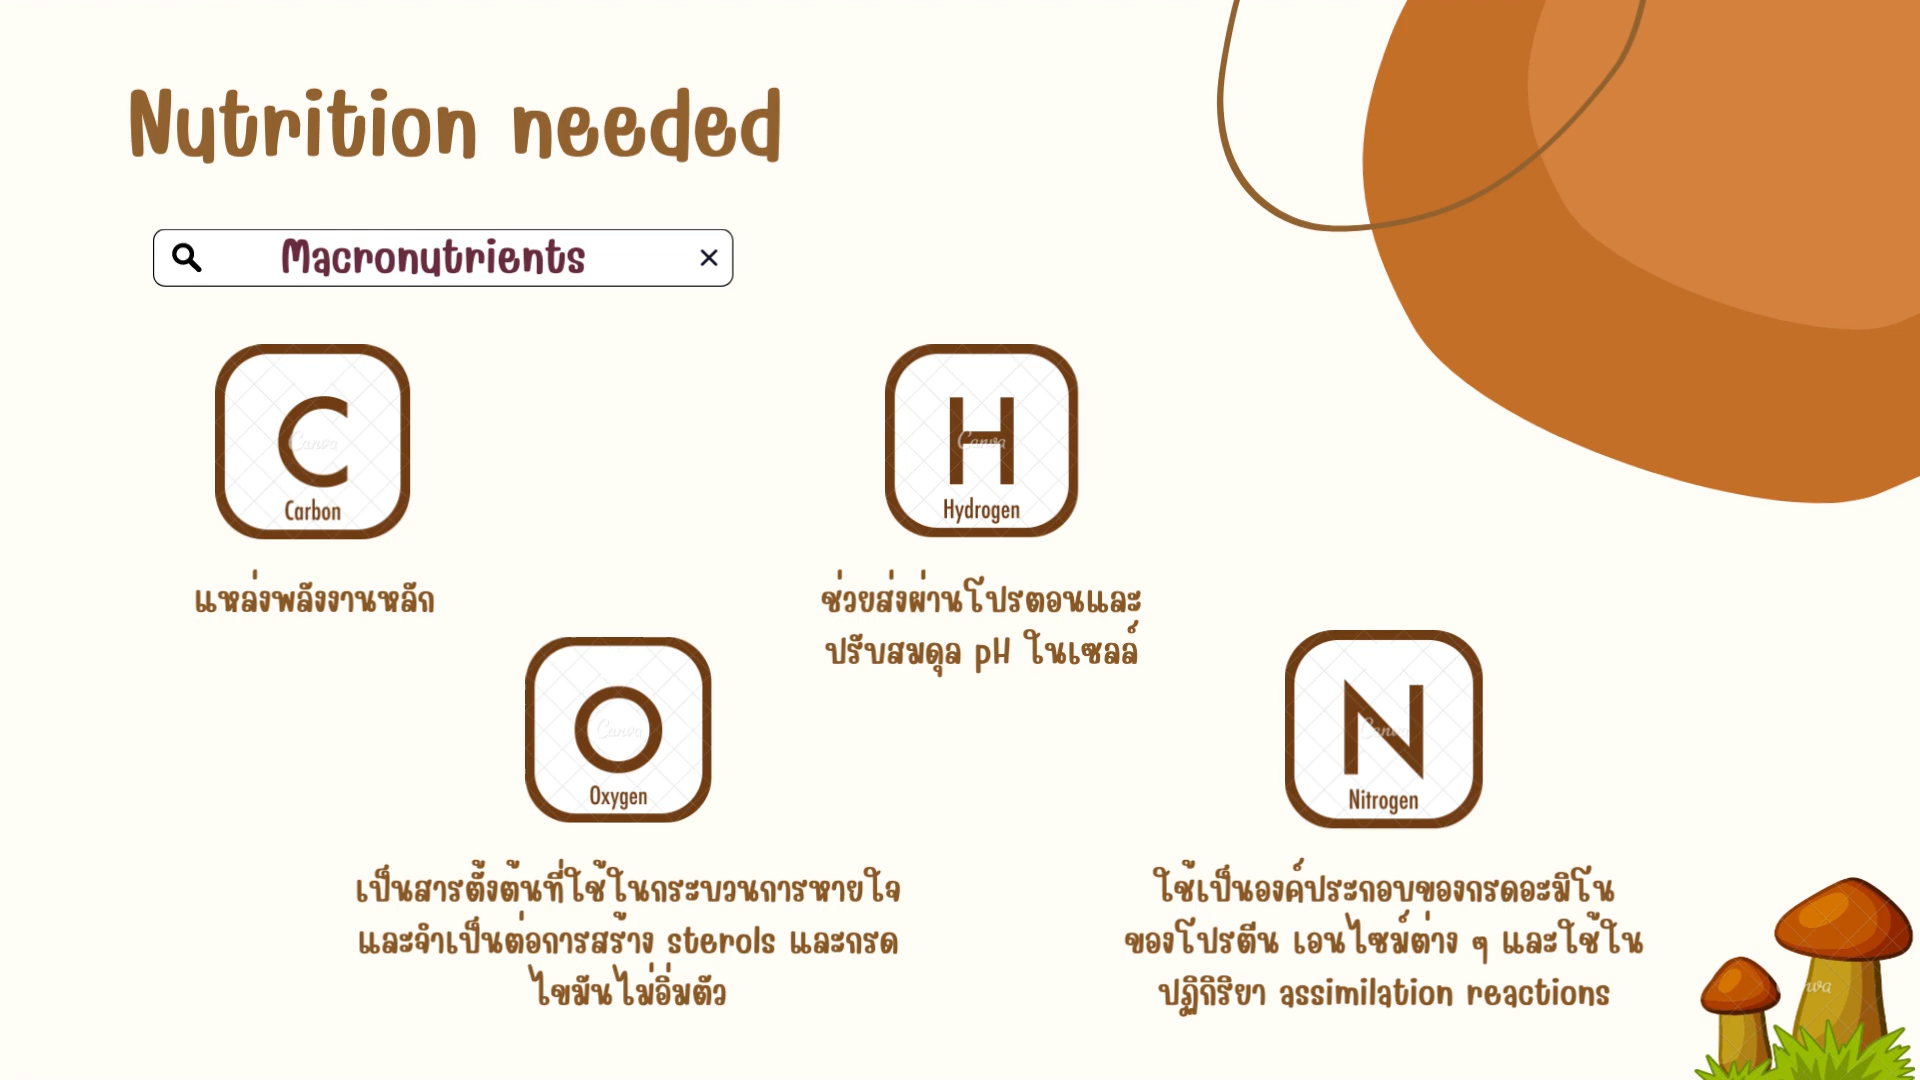 Nutrition needed
Macronutrients
C
Canva
Carbon
แหล่งพลังงานหลัก
H
Canva
Hydrogen
ช่วยส่งผ่านโปรตอนและ
ปรับสมดุล pH ในเซลล์
O
Canva
Oxygen
เป็นสารตั้งต้นที่ใช้ในกระบวนการหายใจ
และจำเป็นต่อการสร้าง sterols และกรด
ไขมันไม่อิ่มตัว
N
Nitrogen
ใช้เป็นองค์ประกอบของกรดอะมิโน
ของโปรตีน เอนไซม์ต่าง ๆ และใช้ใน
ปฏิกิริยา assimilation reactions